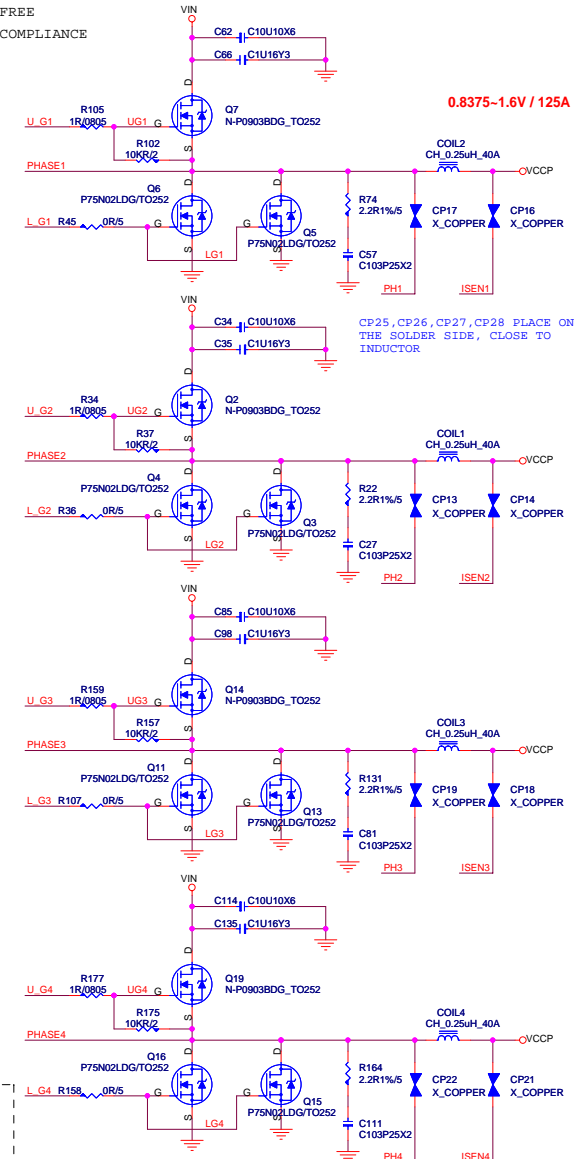 FREE
COMPLIANCE
VIN
C62 C10U10X6
C66 C1U16Y3
D
0.8375~1.6V / 125A
R105
1R/0805
U_G1 UG1 G
Q7
N-P0903BDG_TO252
R102
10KR/2
S
PHASE1
COIL2
CH_0.25uH_40A
VCCP
Q6
P75N02LDG/TO252
D D
L_G1 R45 0R/5 G G
LG1
S S
Q5
P75N02LDG/TO252
R74
2.2R1%/5
C57
C103P25X2
CP17
X_COPPER
CP16
X_COPPER
PH1 ISEN1
VIN
C34 C10U10X6
C35 C1U16Y3
CP25,CP26,CP27,CP28 PLACE ON
THE SOLDER SIDE, CLOSE TO
INDUCTOR
D
R34
1R/0805
U_G2 UG2 G
Q2
N-P0903BDG_TO252
R37
10KR/2
S
PHASE2
COIL1
CH_0.25uH_40A
VCCP
Q4
P75N02LDG/TO252
D D
L_G2 R36 0R/5 G G
LG2
S S
Q3
P75N02LDG/TO252
R22
2.2R1%/5
C27
C103P25X2
CP13
X_COPPER
CP14
X_COPPER
PH2 ISEN2
VIN
C85 C10U10X6
C98 C1U16Y3
D
R159
1R/0805
U_G3 UG3 G
Q14
N-P0903BDG_TO252
R157
10KR/2
S
PHASE3
COIL3
CH_0.25uH_40A
VCCP
Q11
P75N02LDG/TO252
D D
L_G3 R107 0R/5 G G
LG3
S S
Q13
P75N02LDG/TO252
R131
2.2R1%/5
C81
C103P25X2
CP19
X_COPPER
CP18
X_COPPER
PH3 ISEN3
VIN
C114 C10U10X6
C135 C1U16Y3
D
R177
1R/0805
U_G4 UG4 G
Q19
N-P0903BDG_TO252
R175
10KR/2
S
PHASE4
COIL4
CH_0.25uH_40A
VCCP
Q16
P75N02LDG/TO252
D D
L_G4 R158 0R/5 G G
LG4
S S
Q15
P75N02LDG/TO252
R164
2.2R1%/5
C111
C103P25X2
CP22
X_COPPER
CP21
X_COPPER
PH4 ISEN4